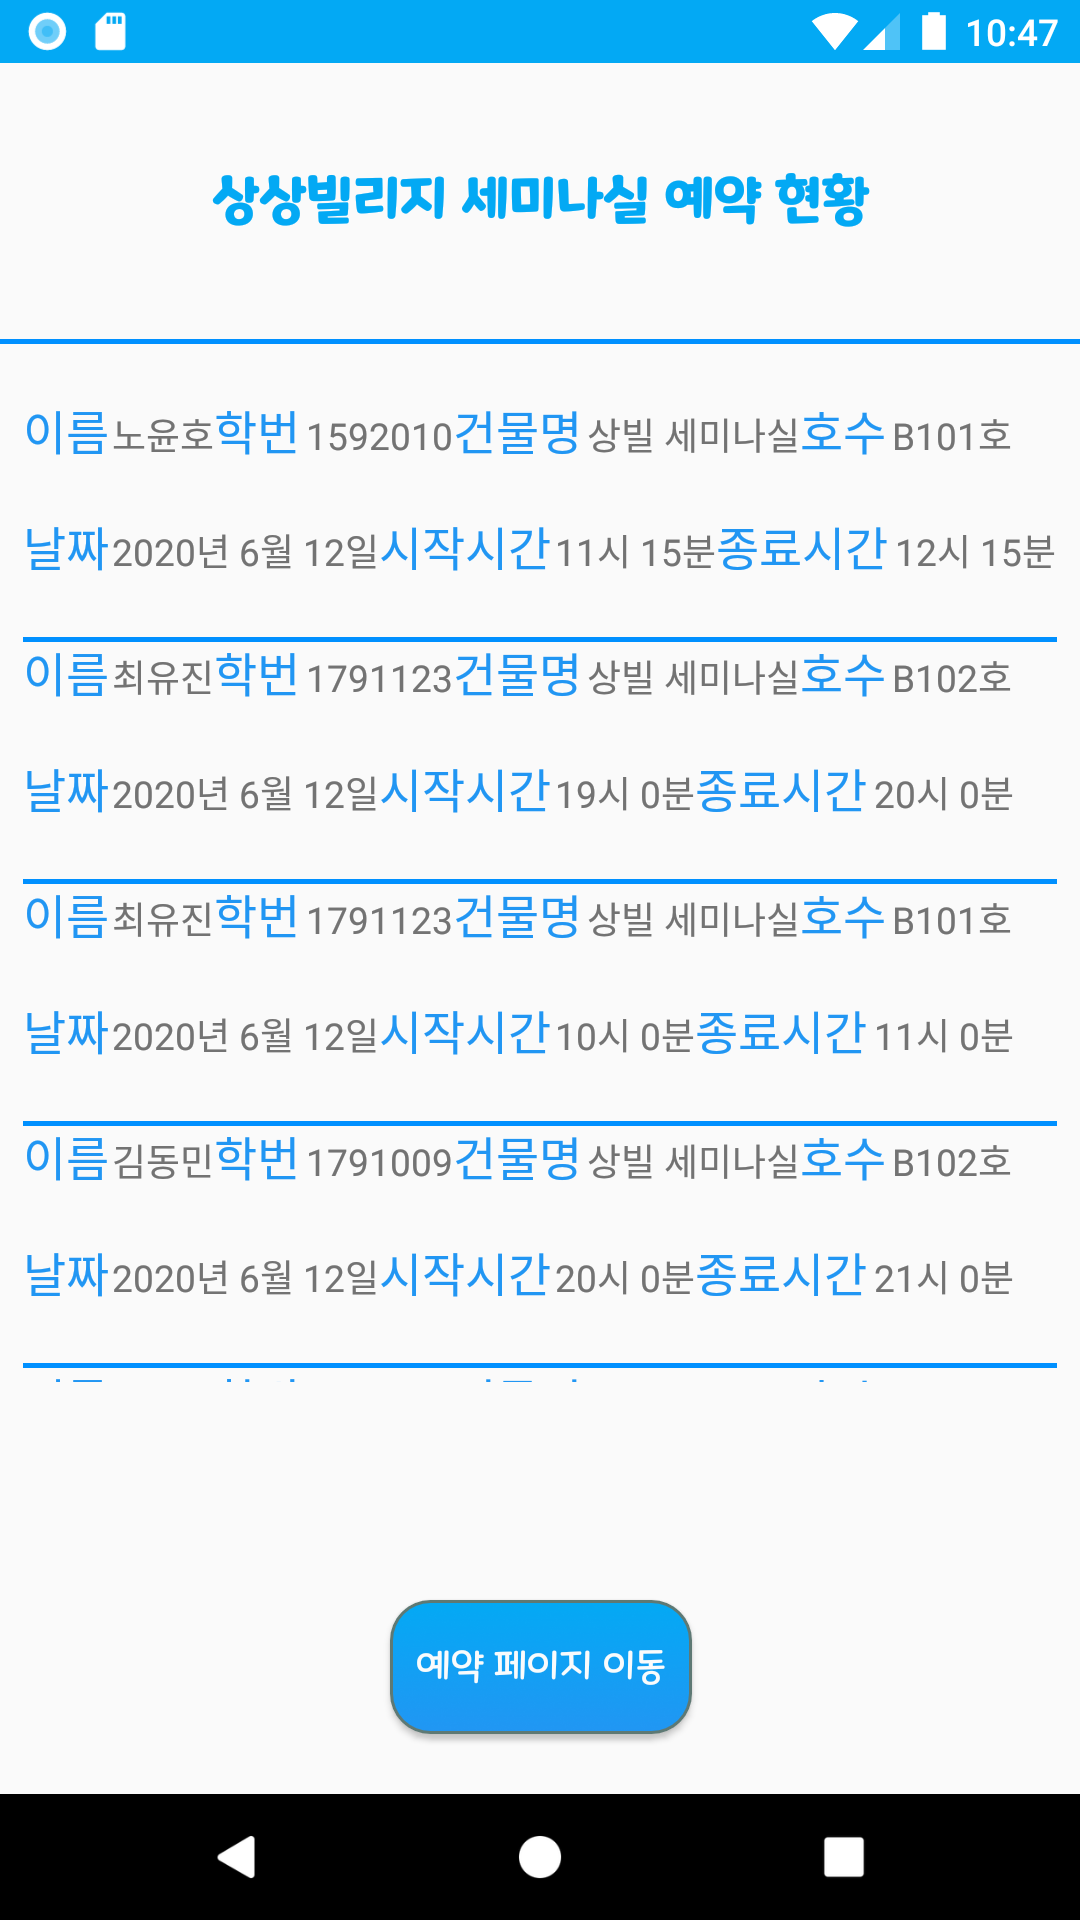 10:47
상상빌리지 세미나실 예약 현황
이름 노윤호 학번 1592010 건물명 상빌 세미나실 호수 B101호
날짜 2020년 6월 12일 시작시간 11시 15분 종료시간 12시 15분
이름 최유진 학번 1791123 건물명 상빌 세미나실 호수 B102호
날짜 2020년 6월 12일 시작시간 19시 0분 종료시간 20시 0분
이름 최유진 학번 1791123 건물명 상빌 세미나실 호수 B101호
날짜 2020년 6월 12일 시작시간 10시 0분 종료시간 11시 0분
이름 김동민 학번 1791009 건물명 상빌 세미나실 호수 B102호
날짜 2020년 6월 12일 시작시간 20시 0분 종료시간 21시 0분
예약 페이지 이동